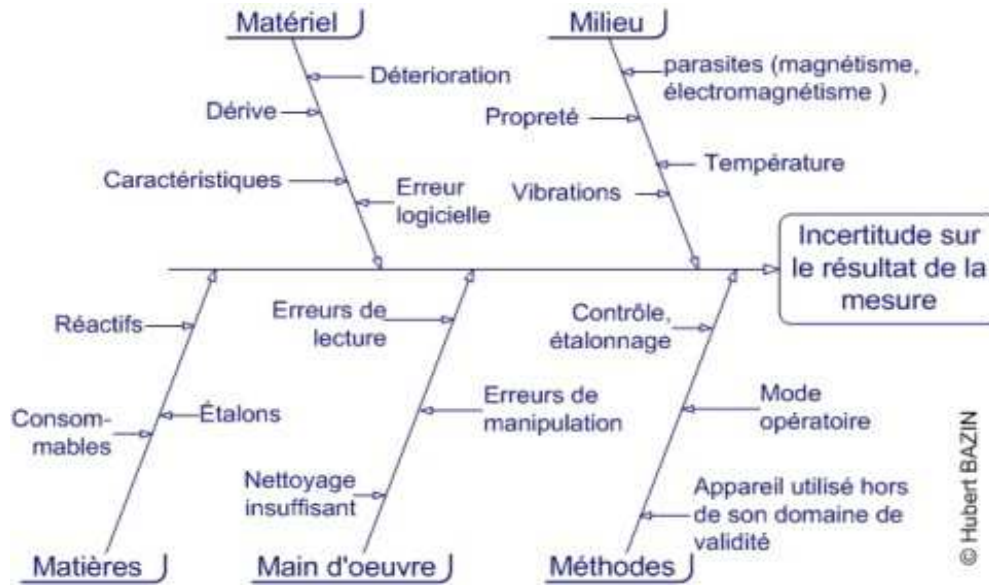 Matériel
Milieu
Déterioration
parasites (magnétisme,
électromagnétisme )
Dérive
Propreté
Température
Caractéristiques
Vibrations
Erreur
logicielle
Incertitude sur
le résultat de la
mesure
Réactifs
Erreurs de
lecture
Contrôle,
étalonnage
Étalons
Consom-
mables
Erreurs de
manipulation
Mode
opératoire
Nettoyage
insuffisant
Appareil utilisé hors
de son domaine de
validité
Matières
Main d'oeuvre
Méthodes
© Hubert BAZIN